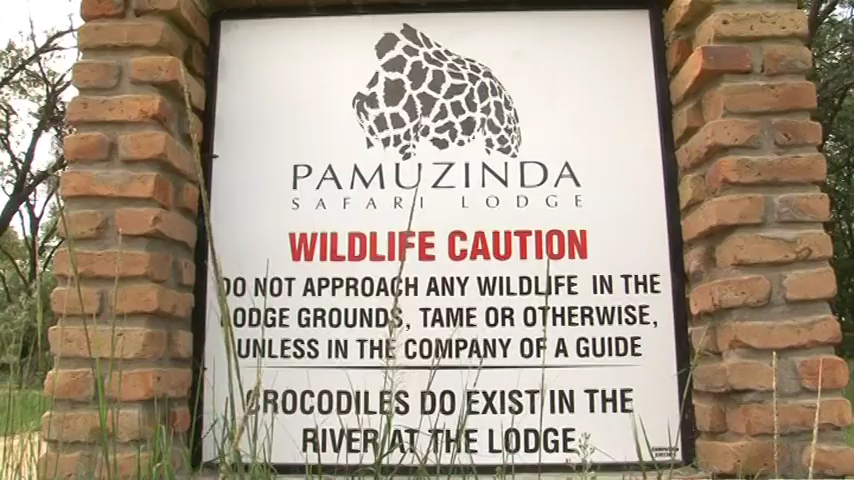 PAMUZINDA
SAFARI LODGE
WILDLIFE CAUTION
DO NOT APPROACH ANY WILDLIFE IN THE
LODGE GROUNDS, TAME OR OTHERWISE,
UNLESS IN THE COMPANY OF A GUIDE
CROCODILES DO EXIST IN THE
RIVER AT THE LODGE